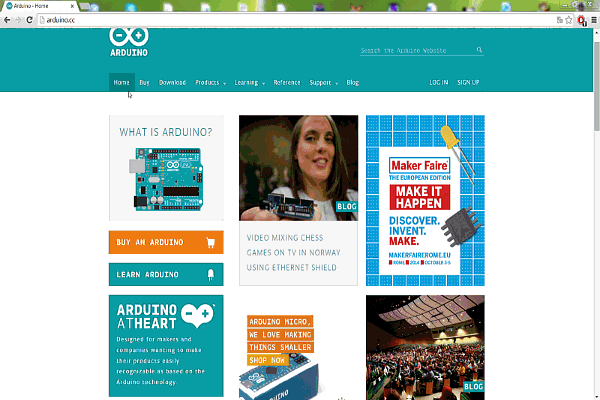 Arduino - Home
arduino.cc
ARDUINO
Search the Arduino Website
Home Buy Download Products Learning Reference Support Blog LOG IN SIGN UP
WHAT IS ARDUINO?
BUY AN ARDUINO
LEARN ARDUINO
ARDUINO
ATHEART
Designed for makers and
companies wanting to make
their products easily
recognizable as based on the
Arduino technology.
BLOG
VIDEO MIXING CHESS
GAMES ON TV IN NORWAY
USING ETHERNET SHIELD
ARDUINO MICRO,
WE LOVE MAKING
THINGS SMALLER
SHOP NOW
Maker Faire
THE EUROPEAN EDITION
MAKE IT
HAPPEN
DISCOVER.
INVENT.
MAKE.
MAKERFAIREROME.EU
ROME, 2014 OCTOBER 3-5
BLOG